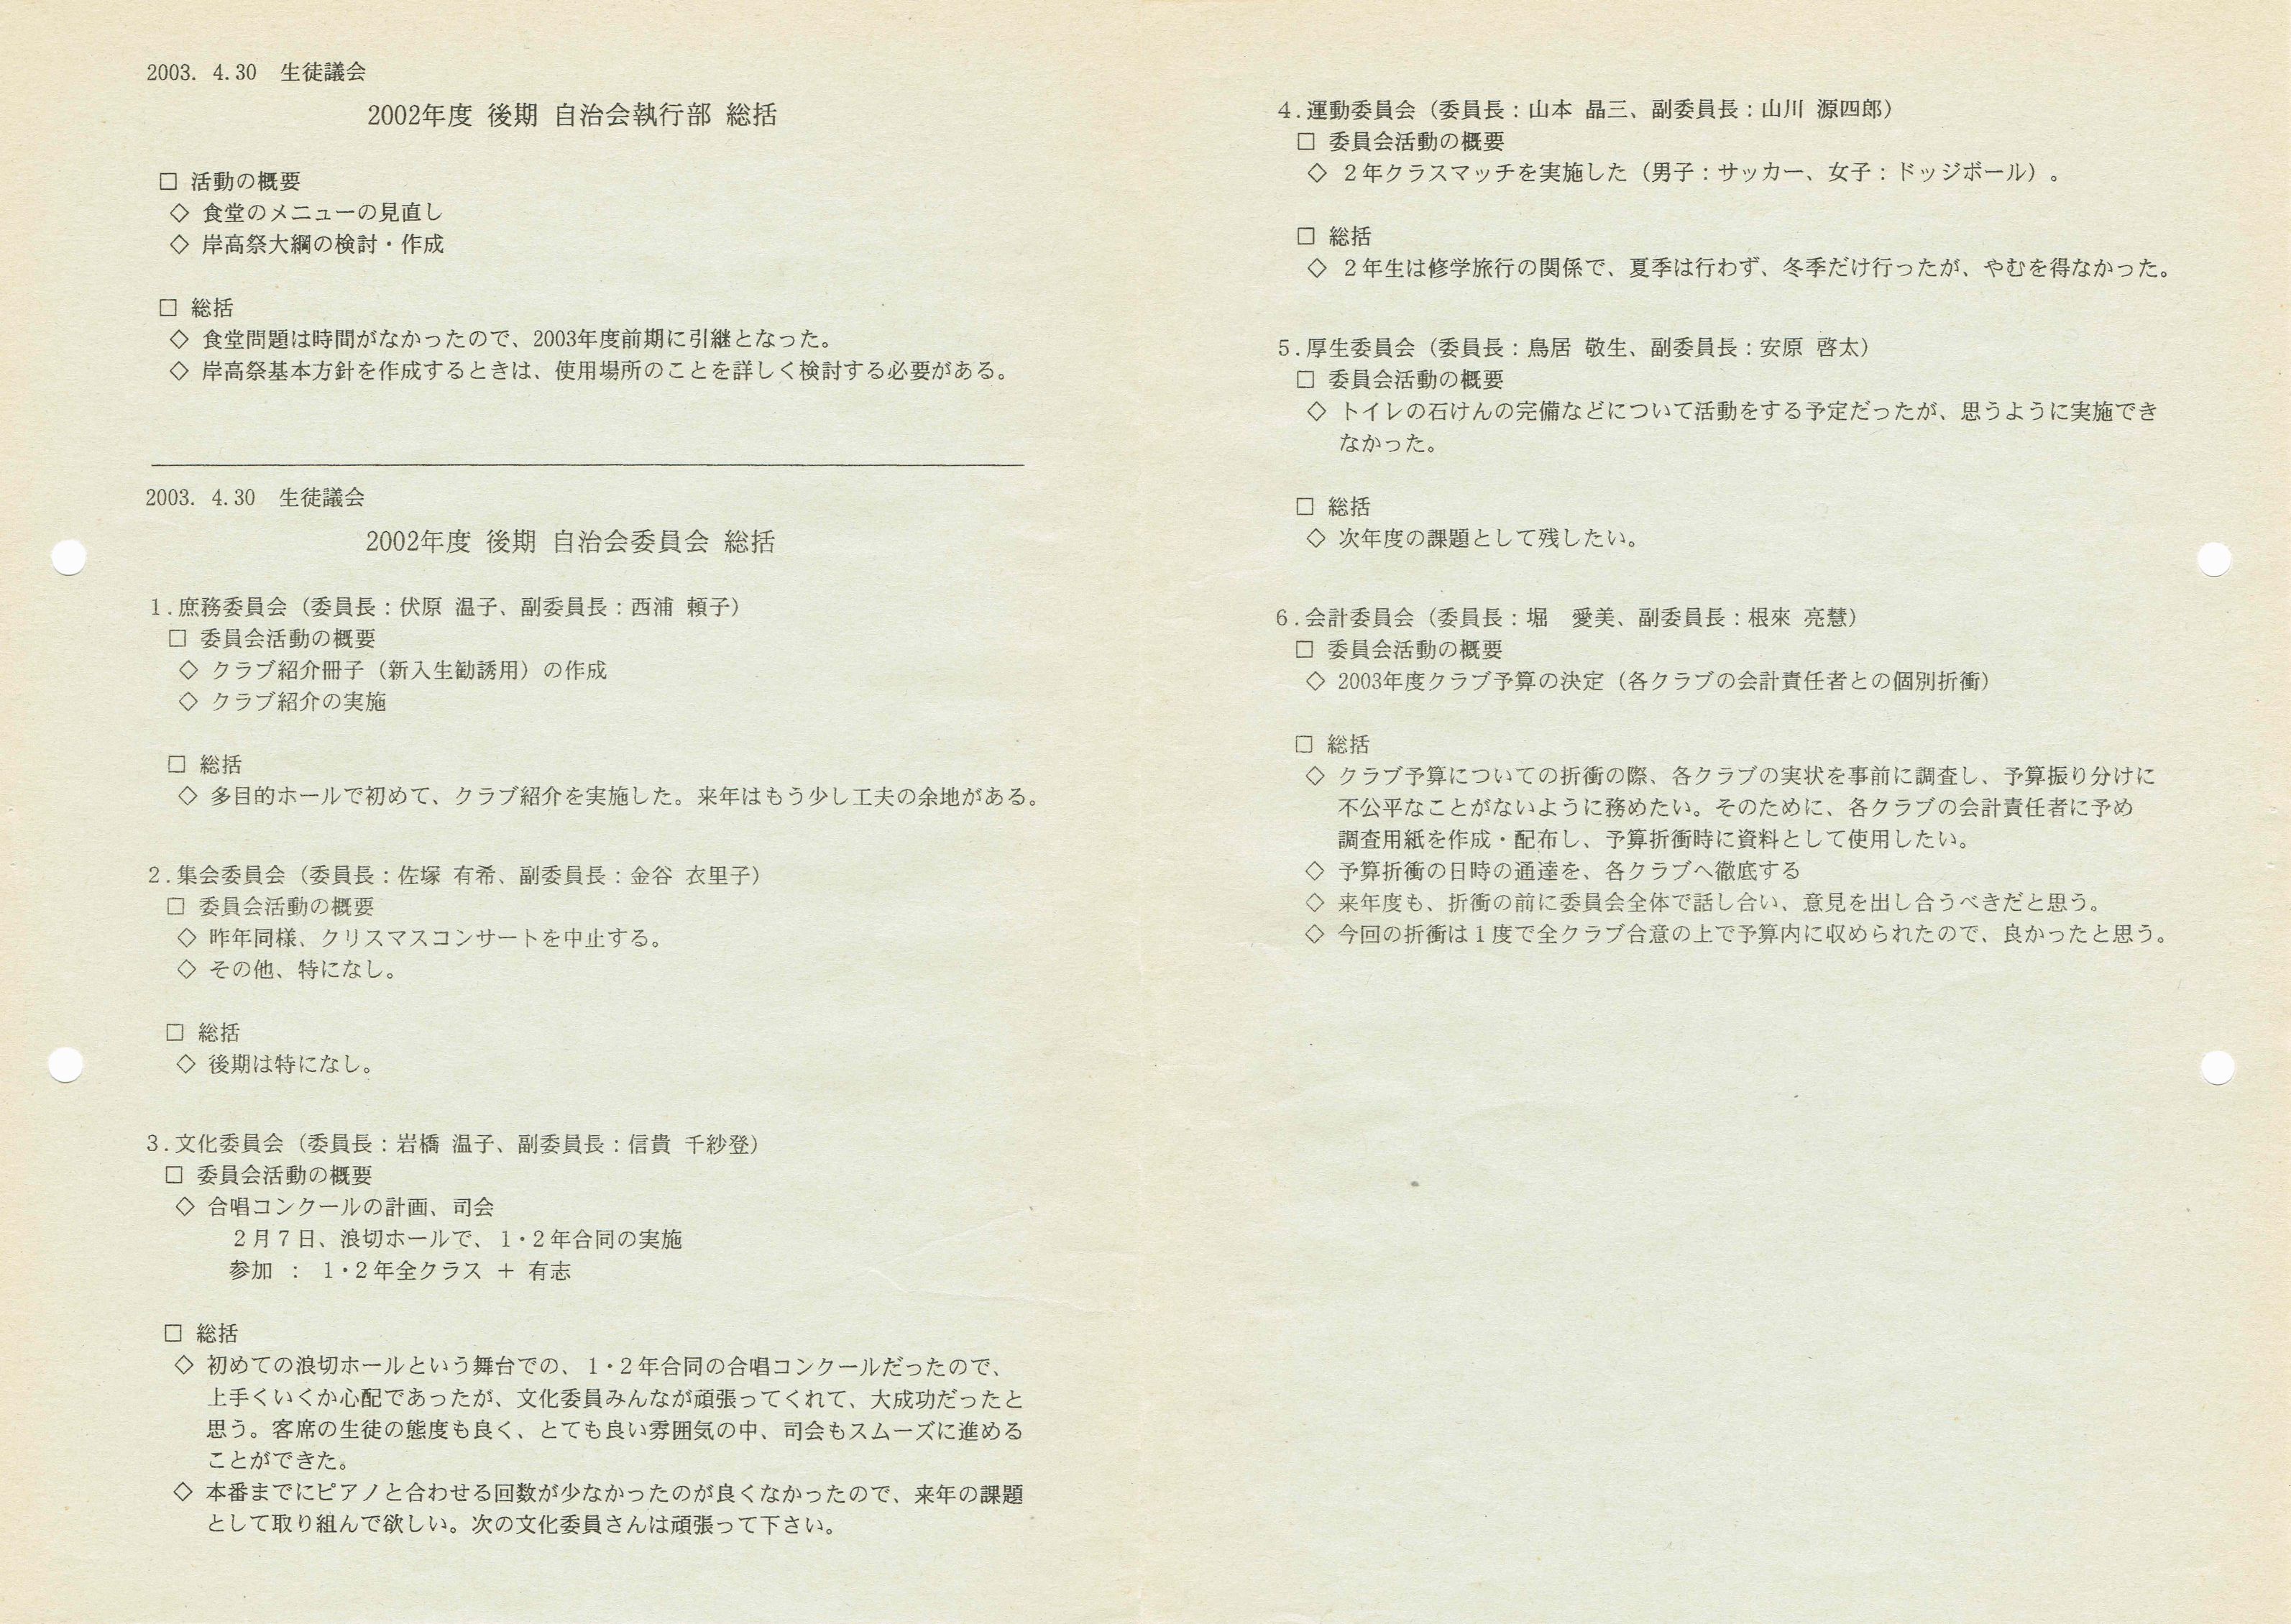 2003. 4.30　生徒議会
2002年度 後期 自治会執行部 総括
□ 活動の概要
◇ 食堂のメニューの見直し
◇ 岸高祭大綱の検討・作成
□ 総括
◇ 食堂問題は時間がなかったので、2003年度前期に引継となった。
◇ 岸高祭基本方針を作成するときは、使用場所のことを詳しく検討する必要がある。
2003. 4.30　生徒議会
2002年度 後期 自治会委員会 総括
１.庶務委員会（委員長：伏原 温子、副委員長：西浦 頼子）
□ 委員会活動の概要
◇ クラブ紹介冊子（新入生勧誘用）の作成
◇ クラブ紹介の実施
□ 総括
◇ 多目的ホールで初めて、クラブ紹介を実施した。来年はもう少し工夫の余地がある。
２.集会委員会（委員長：佐塚 有希、副委員長：金谷 衣里子）
□ 委員会活動の概要
◇ 昨年同様、クリスマスコンサートを中止する。
◇ その他、特になし。
□ 総括
◇ 後期は特になし。
３.文化委員会（委員長：岩橋 温子、副委員長：信貴 千紗登）
□ 委員会活動の概要
◇ 合唱コンクールの計画、司会
２月７日、浪切ホールで、１･２年合同の実施
参加 ： １･２年全クラス ＋ 有志
□ 総括
◇ 初めての浪切ホールという舞台での、１･２年合同の合唱コンクールだったので、
上手くいくか心配であったが、文化委員みんなが頑張ってくれて、大成功だったと
思う。客席の生徒の態度も良く、とても良い雰囲気の中、司会もスムーズに進める
ことができた。
◇ 本番までにピアノと合わせる回数が少なかったのが良くなかったので、来年の課題
として取り組んで欲しい。次の文化委員さんは頑張って下さい。
４.運動委員会（委員長：山本 晶三、副委員長：山川 源四郎）
□ 委員会活動の概要
◇ ２年クラスマッチを実施した（男子：サッカー、女子：ドッジボール）。
□ 総括
◇ ２年生は修学旅行の関係で、夏季は行わず、冬季だけ行ったが、やむを得なかった。
５.厚生委員会（委員長：鳥居 敬生、副委員長：安原 啓太）
□ 委員会活動の概要
◇ トイレの石けんの完備などについて活動をする予定だったが、思うように実施でき
なかった。
□ 総括
◇ 次年度の課題として残したい。
６.会計委員会（委員長：堀　愛美、副委員長：根來 亮慧）
□ 委員会活動の概要
◇ 2003年度クラブ予算の決定（各クラブの会計責任者との個別折衝）
□ 総括
◇ クラブ予算についての折衝の際、各クラブの実状を事前に調査し、予算振り分けに
不公平なことがないように務めたい。そのために、各クラブの会計責任者に予め
調査用紙を作成・配布し、予算折衝時に資料として使用したい。
◇ 予算折衝の日時の通達を、各クラブへ徹底する
◇ 来年度も、折衝の前に委員会全体で話し合い、意見を出し合うべきだと思う。
◇ 今回の折衝は１度で全クラブ合意の上で予算内に収められたので、良かったと思う。